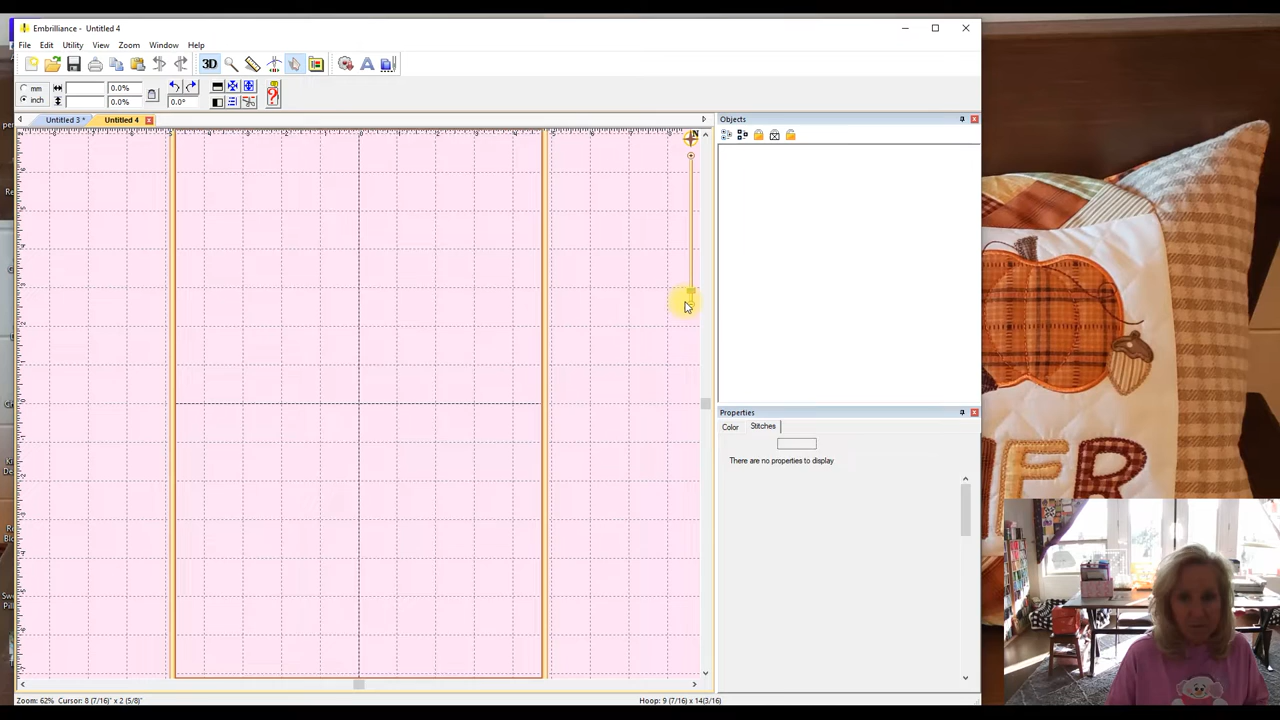 Embrilliance - Untitled 4
File Edit Utility View Zoom Window Help
3D A
mm 0.0%
inch 0.0% 0.0° ?
Untitled 3 * Untitled 4
Objects
N
Properties
Color Stitches
There are no properties to display
Zoom: 62% Cursor: 8 (7/16)" x 2 (5/8)" Hoop: 9 (7/16) x 14(3/16)
FR